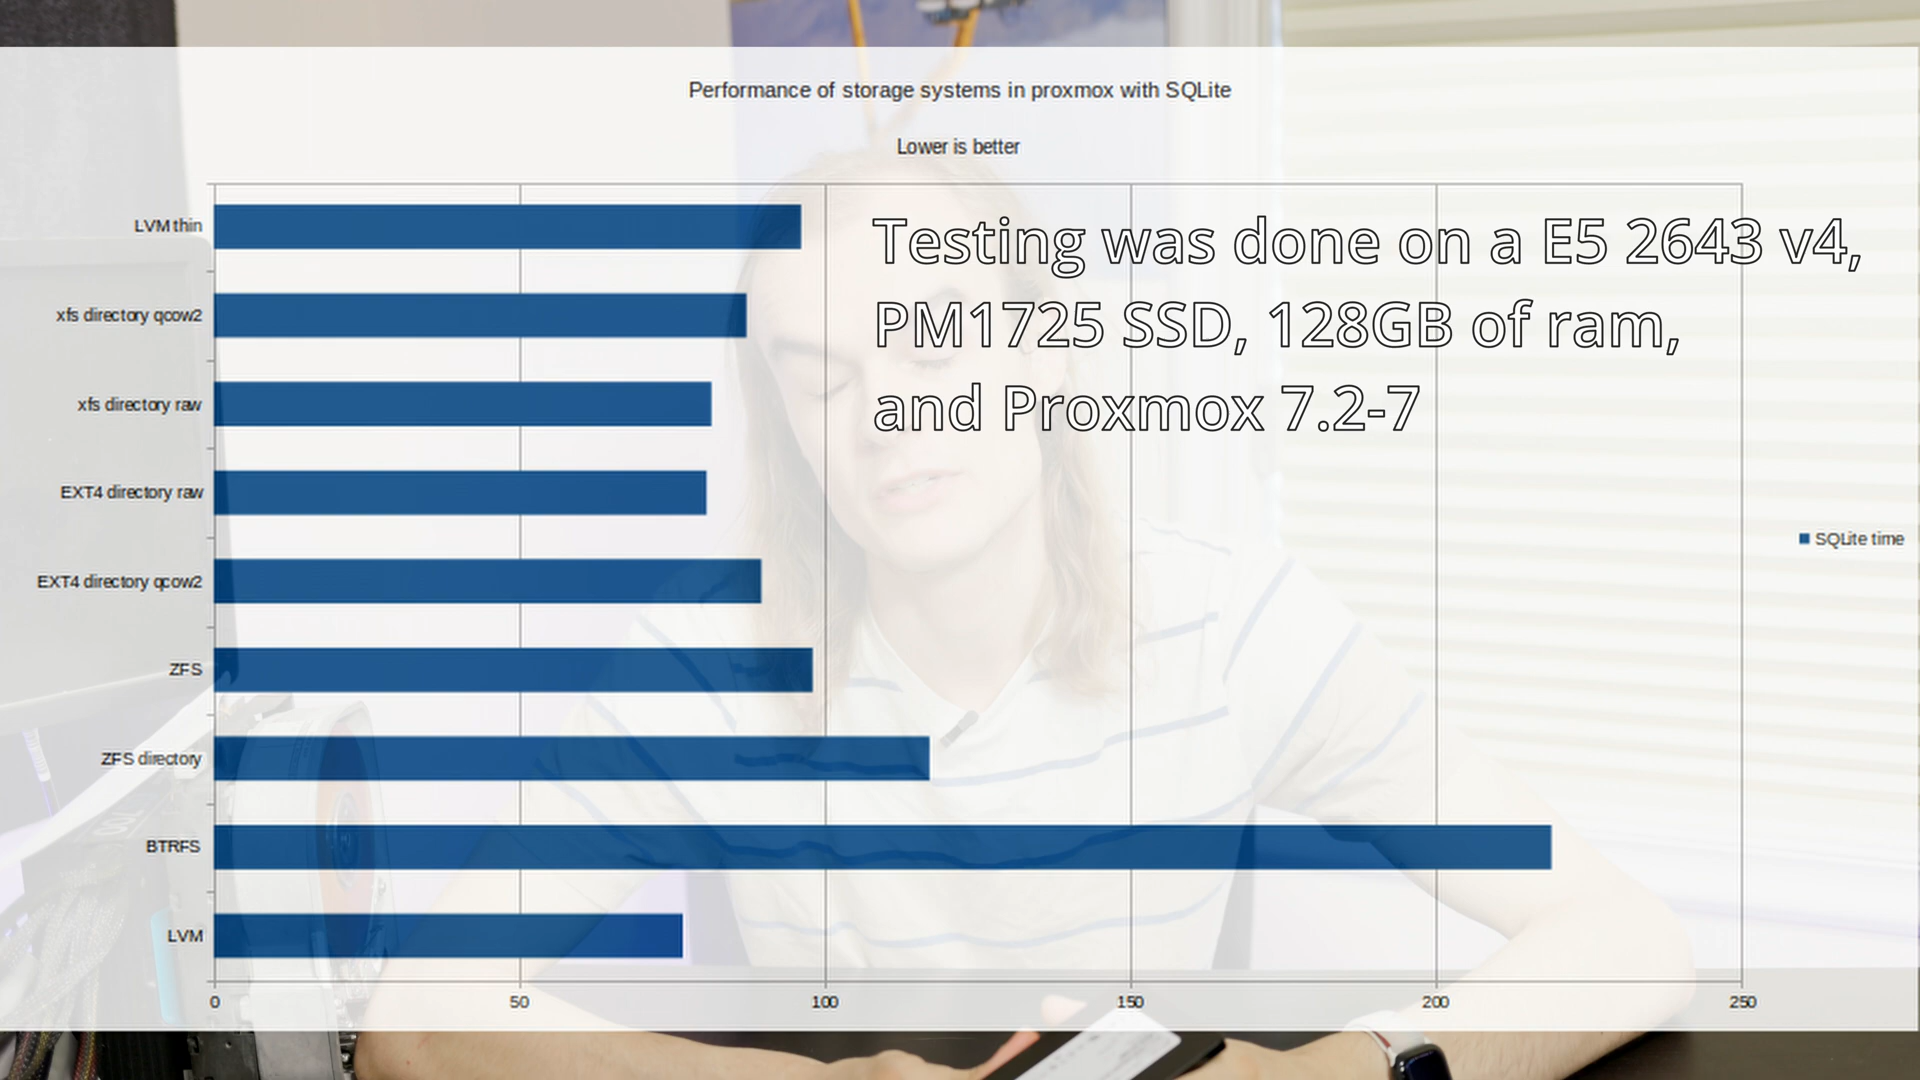 Performance of storage systems in proxmox with SQLite
Lower is better
LVM thin
xfs directory qcow2
xfs directory raw
EXT4 directory raw
EXT4 directory qcow2
ZFS
ZFS directory
BTRFS
LVM
Testing was done on a E5 2643 v4,
PM1725 SSD, 128GB of ram,
and Proxmox 7.2-7
SQLite time
0 50 100 150 200 250